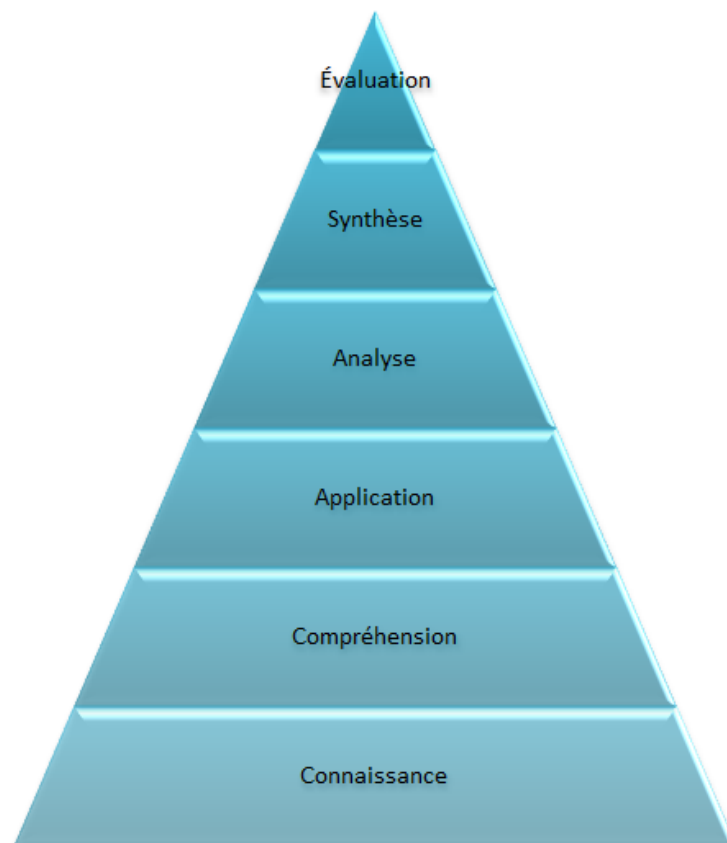 Évaluation
Synthèse
Analyse
Application
Compréhension
Connaissance